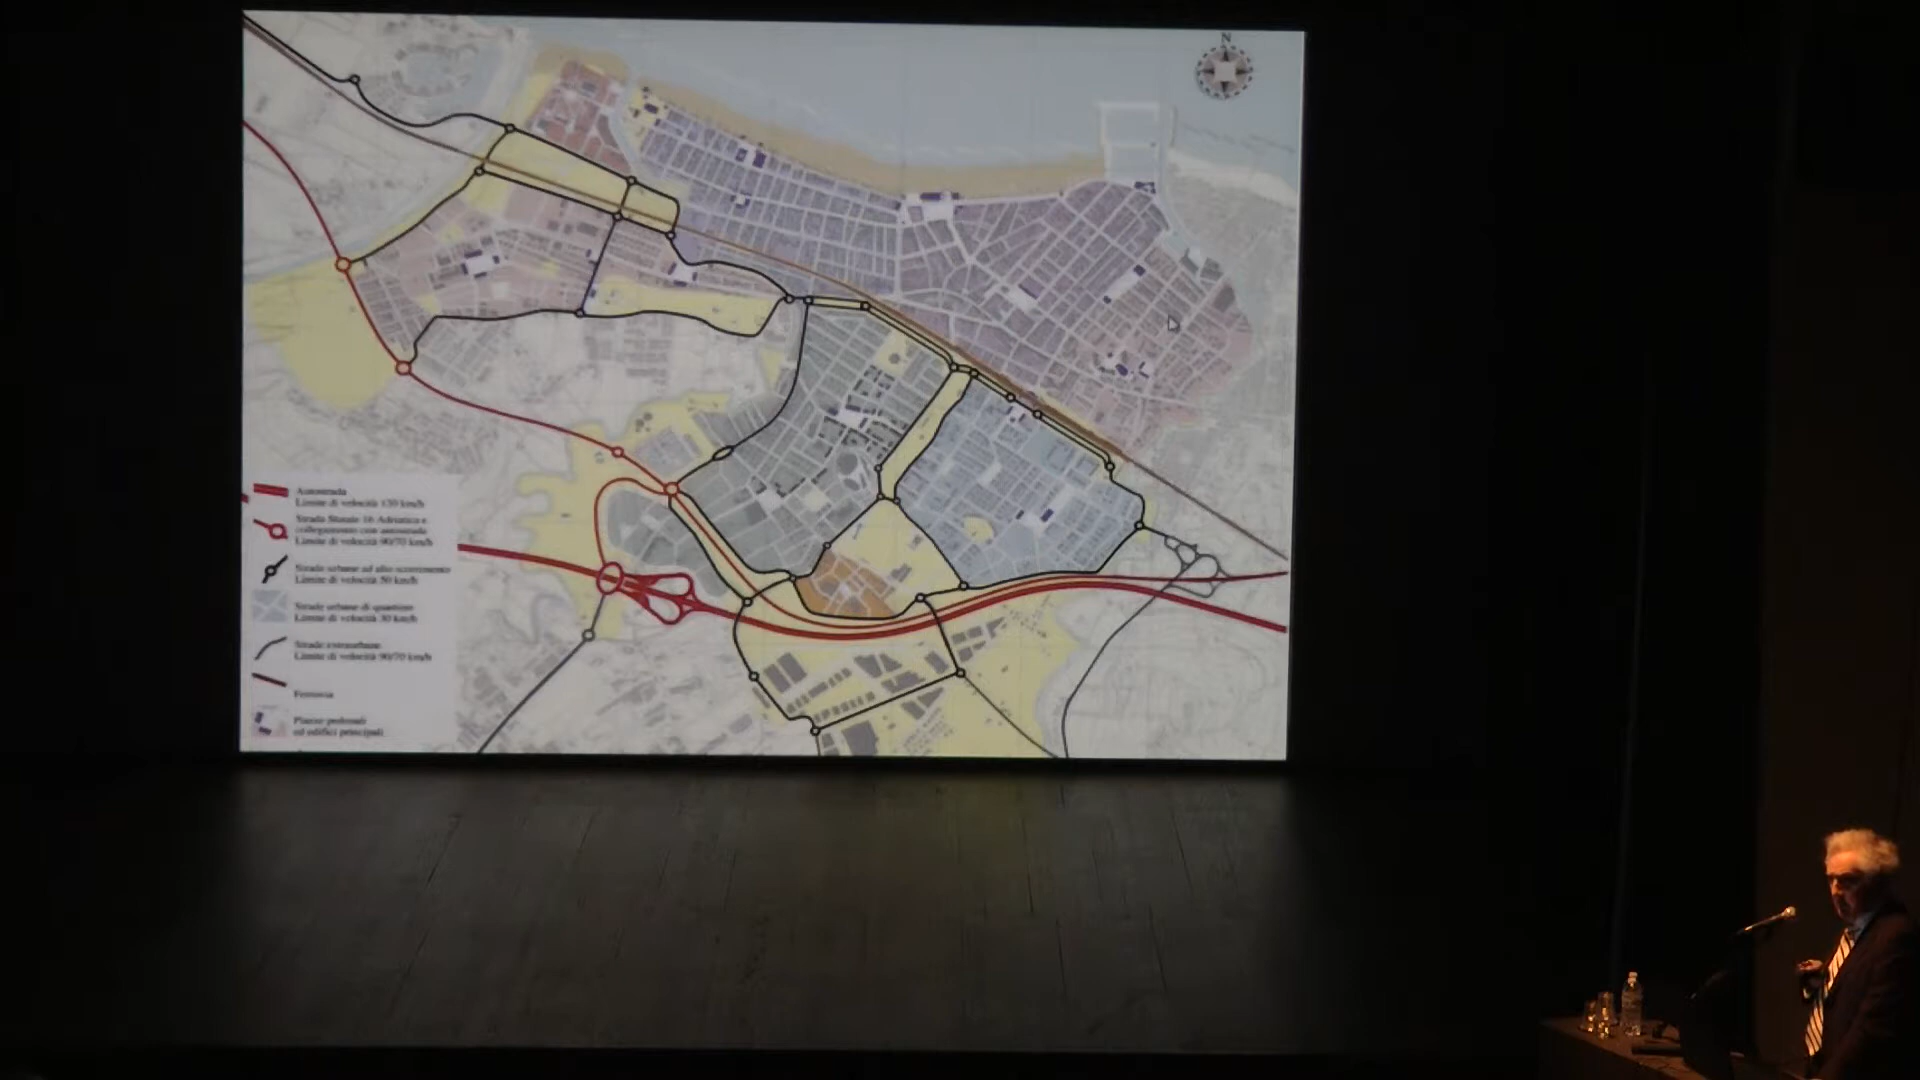 N
Autostrada
Limite di velocità 130 km/h
Strada Statale 16 Adriatica e
collegamento con autostrada
Limite di velocità 90/70 km/h
Strade urbane ad alto scorrimento
Limite di velocità 50 km/h
Strade urbane di quartiere
Limite di velocità 30 km/h
Strade extraurbane
Limite di velocità 90/70 km/h
Ferrovia
Piazze pedonali
ed edifici principali